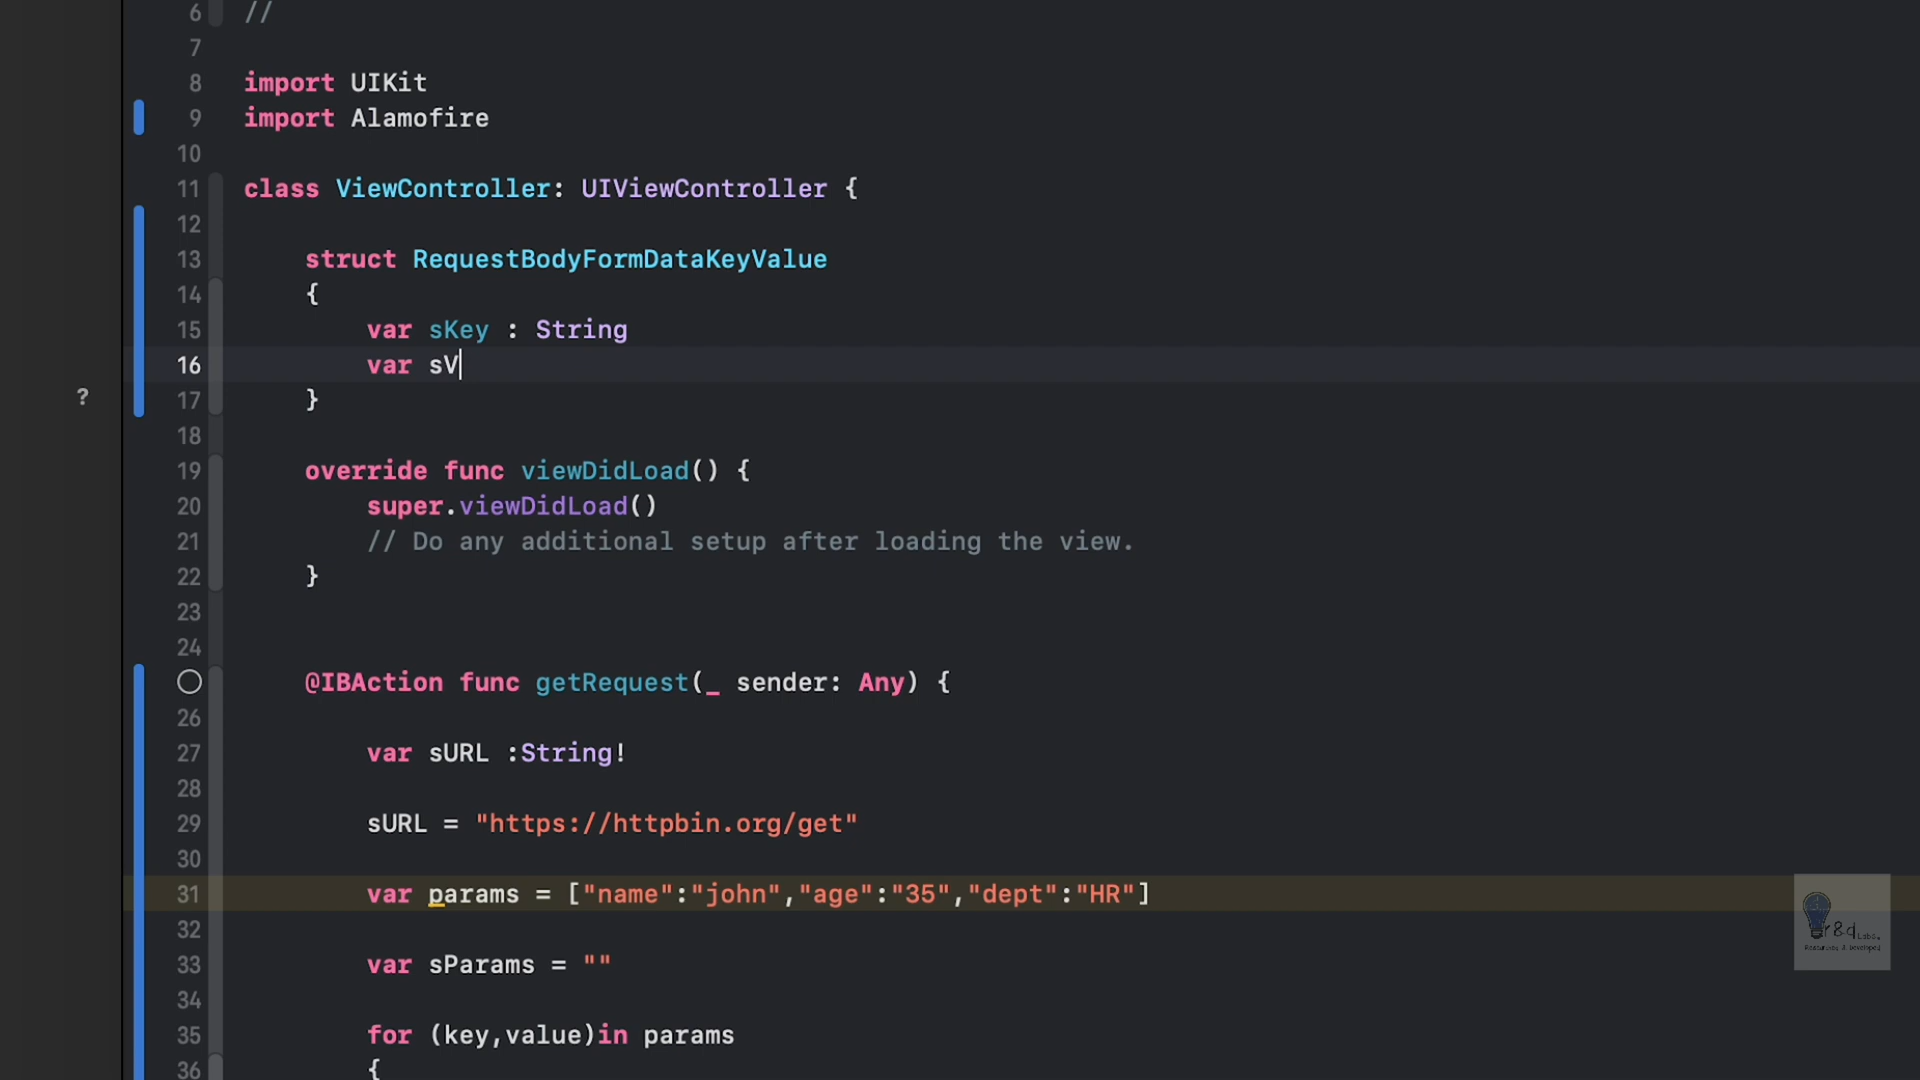 6 //
7
8 import UIKit
9 import Alamofire
10
11 class ViewController: UIViewController {
12
13 struct RequestBodyFormDataKeyValue
14 {
15 var sKey : String
16 var sV
? 17 }
18
19 override func viewDidLoad() {
20 super.viewDidLoad()
21 // Do any additional setup after loading the view.
22 }
23
24
@IBAction func getRequest(_ sender: Any) {
26
27 var sURL :String!
28
29 sURL = "https://httpbin.org/get"
30
31 var params = ["name":"john","age":"35","dept":"HR"]
32
33 var sParams = ""
34
35 for (key,value)in params
36 {
r&d Labs